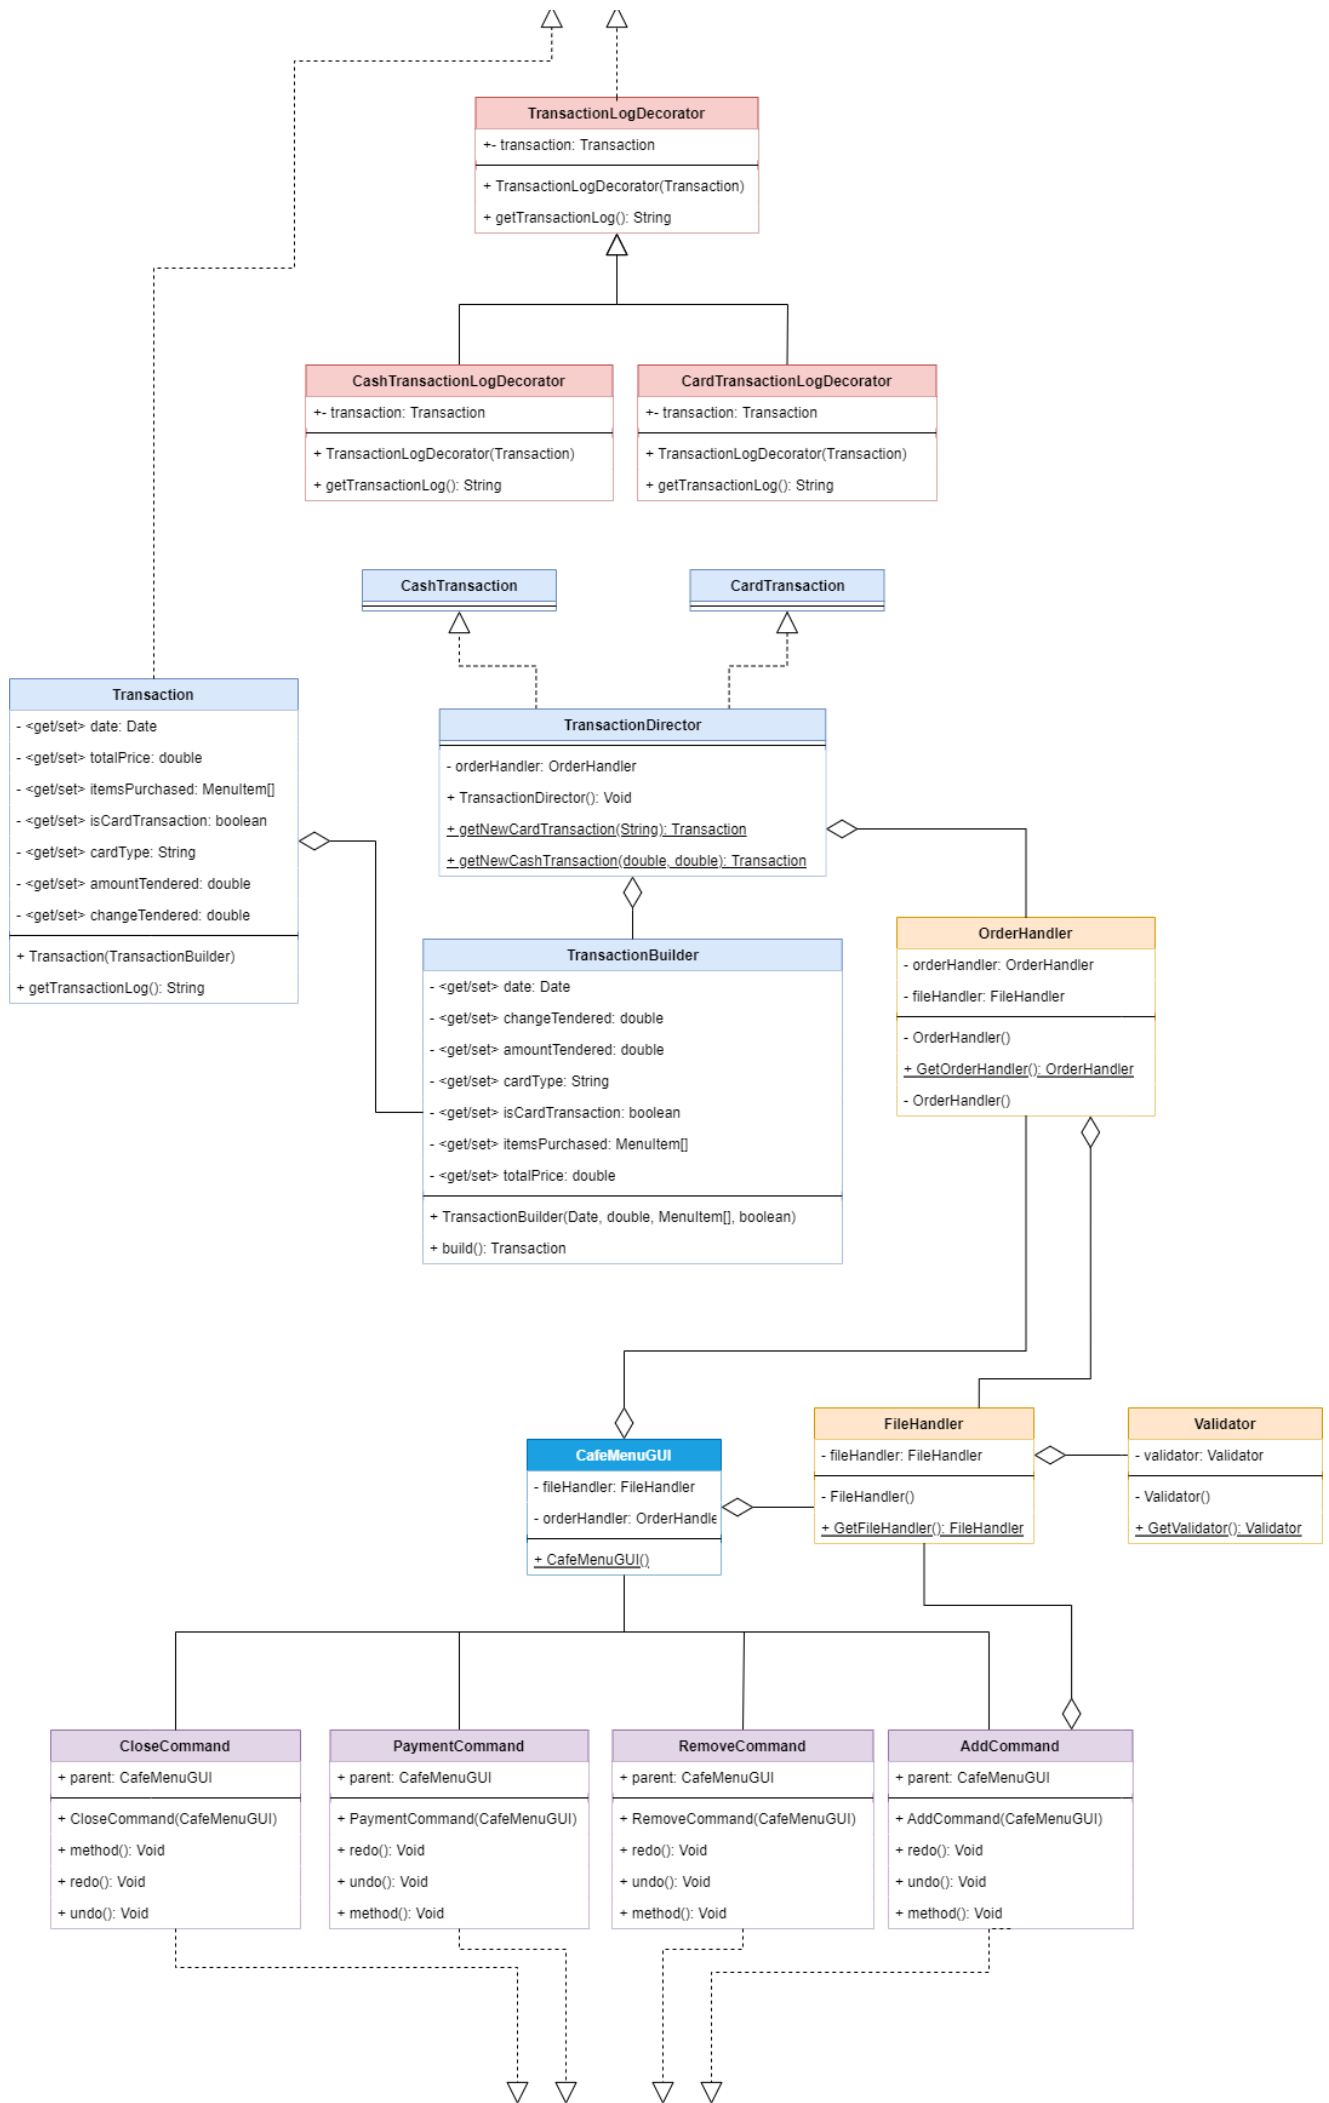 TransactionLogDecorator
+- transaction: Transaction
+ TransactionLogDecorator(Transaction)
+ getTransactionLog(): String
CashTransactionLogDecorator
+- transaction: Transaction
+ TransactionLogDecorator(Transaction)
+ getTransactionLog(): String
CardTransactionLogDecorator
+- transaction: Transaction
+ TransactionLogDecorator(Transaction)
+ getTransactionLog(): String
CashTransaction
CardTransaction
Transaction
- <get/set> date: Date
- <get/set> totalPrice: double
- <get/set> itemsPurchased: MenuItem[]
- <get/set> isCardTransaction: boolean
- <get/set> cardType: String
- <get/set> amountTendered: double
- <get/set> changeTendered: double
+ Transaction(TransactionBuilder)
+ getTransactionLog(): String
TransactionDirector
- orderHandler: OrderHandler
+ TransactionDirector(): Void
+ getNewCardTransaction(String): Transaction
+ getNewCashTransaction(double, double): Transaction
TransactionBuilder
- <get/set> date: Date
- <get/set> changeTendered: double
- <get/set> amountTendered: double
- <get/set> cardType: String
- <get/set> isCardTransaction: boolean
- <get/set> itemsPurchased: MenuItem[]
- <get/set> totalPrice: double
+ TransactionBuilder(Date, double, MenuItem[], boolean)
+ build(): Transaction
OrderHandler
- orderHandler: OrderHandler
- fileHandler: FileHandler
- OrderHandler()
+ GetOrderHandler(): OrderHandler
- OrderHandler()
CafeMenuGUI
- fileHandler: FileHandler
- orderHandler: OrderHandle
+ CafeMenuGUI()
FileHandler
- fileHandler: FileHandler
- FileHandler()
+ GetFileHandler(): FileHandler
Validator
- validator: Validator
- Validator()
+ GetValidator(): Validator
CloseCommand
+ parent: CafeMenuGUI
+ CloseCommand(CafeMenuGUI)
+ method(): Void
+ redo(): Void
+ undo(): Void
PaymentCommand
+ parent: CafeMenuGUI
+ PaymentCommand(CafeMenuGUI)
+ redo(): Void
+ undo(): Void
+ method(): Void
RemoveCommand
+ parent: CafeMenuGUI
+ RemoveCommand(CafeMenuGUI)
+ redo(): Void
+ undo(): Void
+ method(): Void
AddCommand
+ parent: CafeMenuGUI
+ AddCommand(CafeMenuGUI)
+ redo(): Void
+ undo(): Void
+ method(): Void